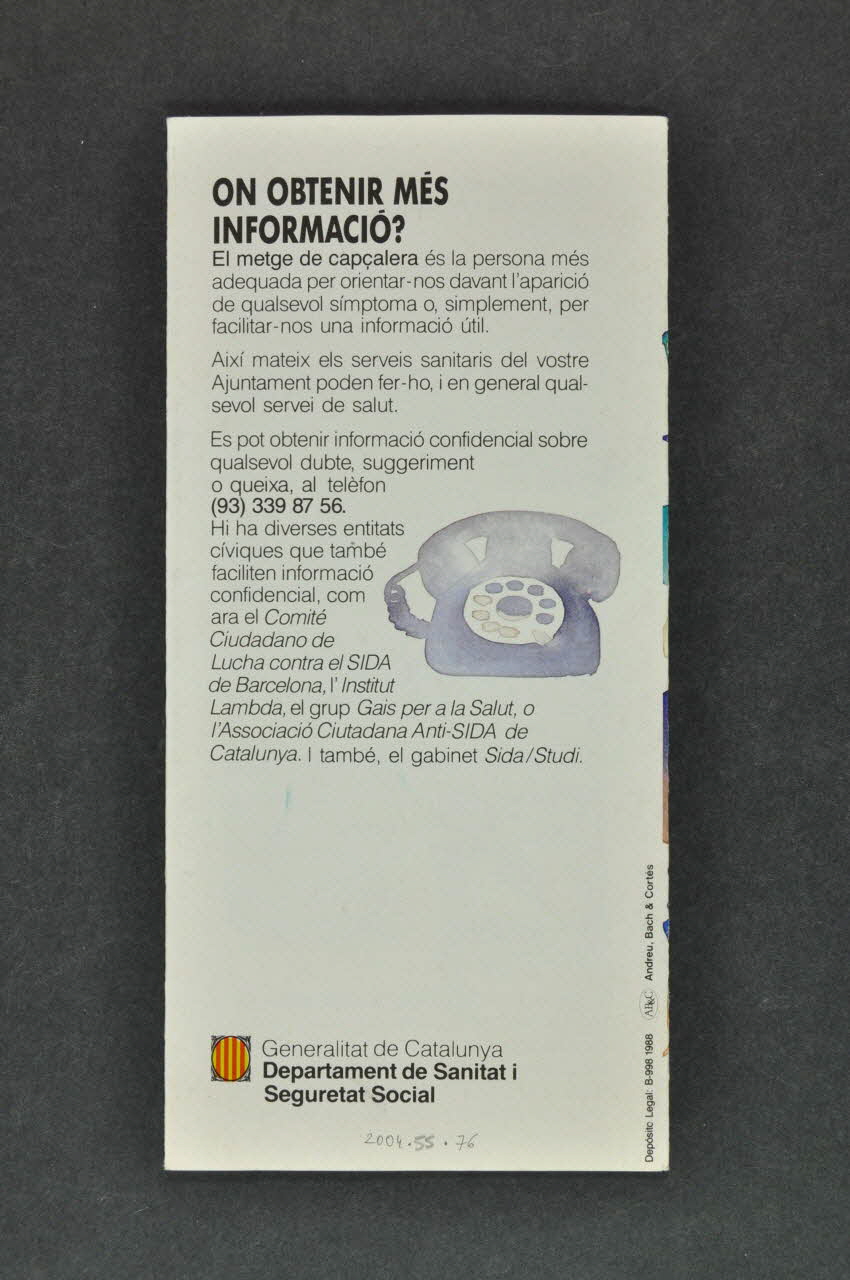 ON OBTENIR MÉS
INFORMACIÓ?
El metge de capçalera és la persona més
adequada per orientar-nos davant l'aparició
de qualsevol símptoma o, simplement, per
facilitar-nos una informació útil.
Així mateix els serveis sanitaris del vostre
Ajuntament poden fer-ho, i en general qual-
sevol servei de salut.
Es pot obtenir informació confidencial sobre
qualsevol dubte, suggeriment
o queixa, al telèfon
(93) 339 87 56.
Hi ha diverses entitats
cíviques que també
faciliten informació
confidencial, com
ara el Comité
Ciudadano de
Lucha contra el SIDA
de Barcelona, l' Institut
Lambda, el grup Gais per a la Salut, o
l'Associació Ciutadana Anti-SIDA de
Catalunya. I també, el gabinet Sida/Studi.
Generalitat de Catalunya
Departament de Sanitat i
Seguretat Social
2004.55.76
Depósito Legal: B-998 1988 AB&C Andreu, Bach & Cortés